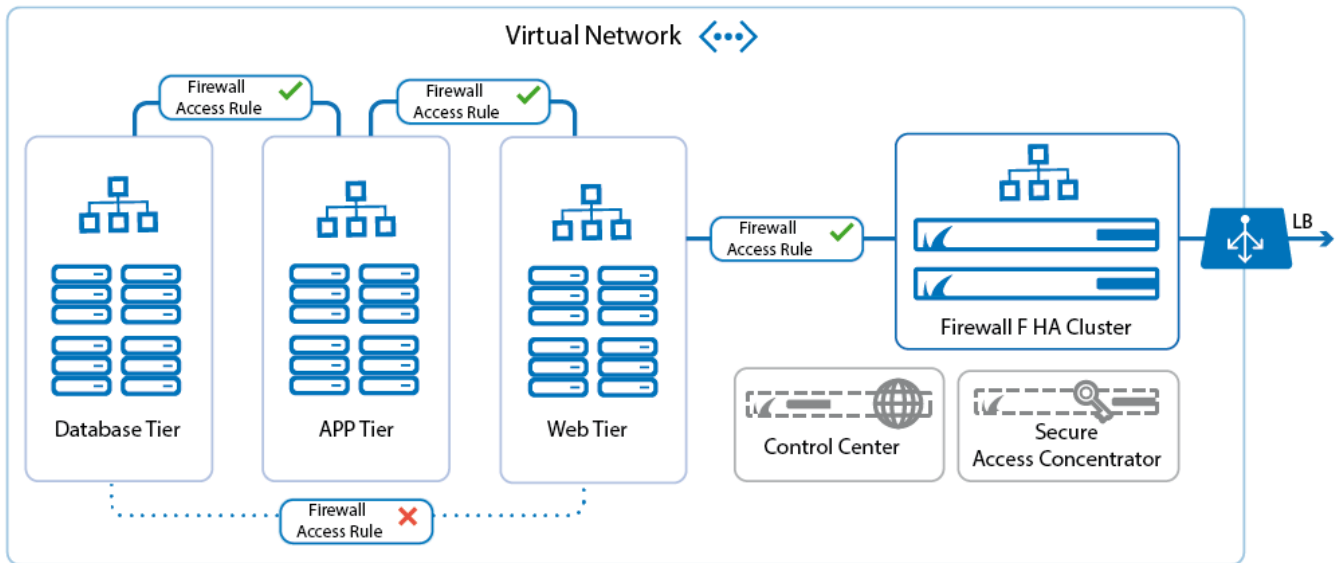 Virtual Network
Firewall
Access Rule
Firewall
Access Rule
Firewall
Access Rule
LB
Firewall F HA Cluster
Database Tier
APP Tier
Web Tier
Control Center
Secure
Access Concentrator
Firewall
Access Rule